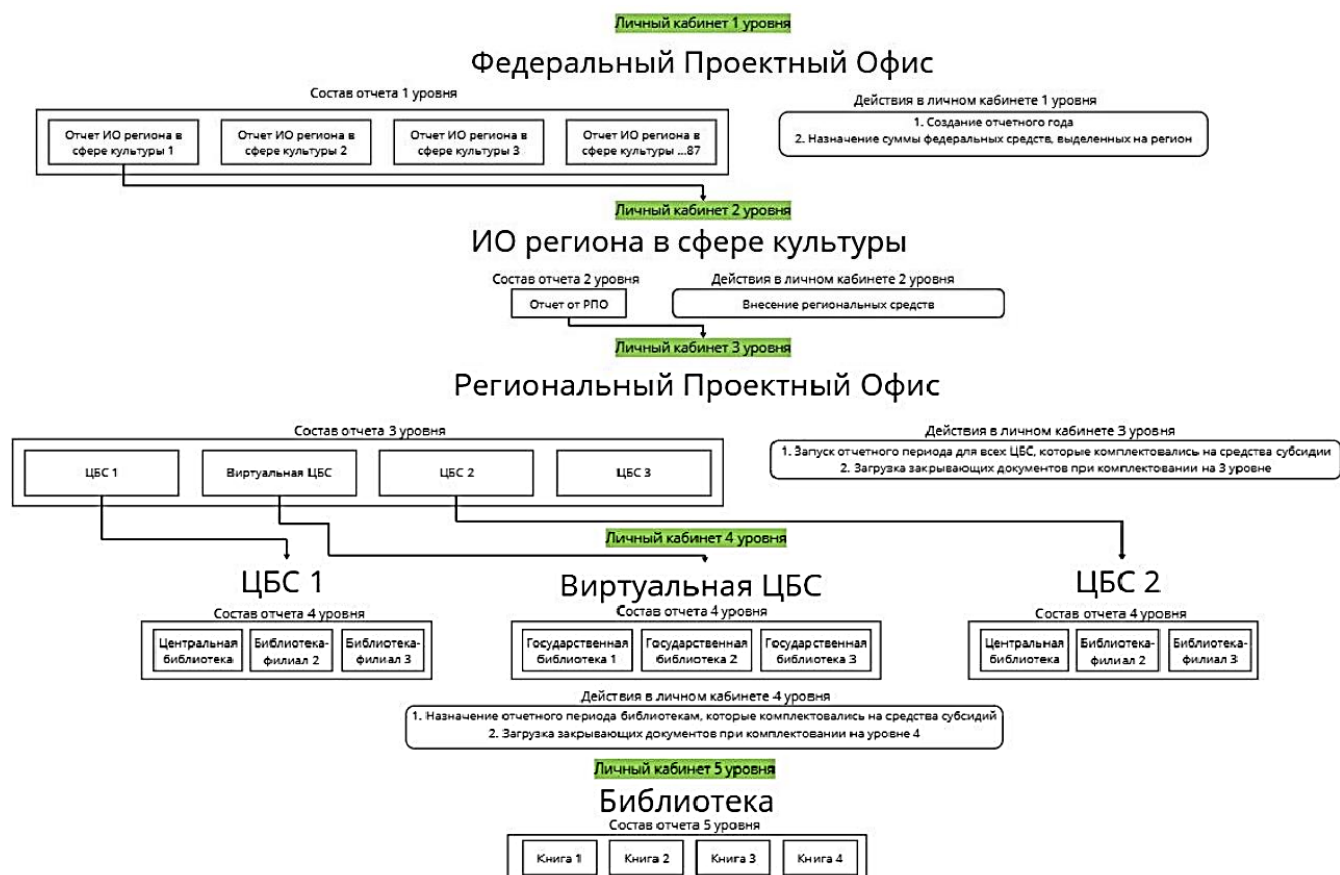 Личный кабинет 1 уровня
Федеральный Проектный Офис
Состав отчета 1 уровня
Отчет ИО региона в
сфере культуры 1
Отчет ИО региона в
сфере культуры 2
Отчет ИО региона в
сфере культуры 3
Отчет ИО региона в
сфере культуры ...87
Действия в личном кабинете 1 уровня
1. Создание отчетного года
2. Назначение суммы федеральных средств, выделенных на регион
Личный кабинет 2 уровня
ИО региона в сфере культуры
Состав отчета 2 уровня
Отчет от РПО
Действия в личном кабинете 2 уровня
Внесение региональных средств
Личный кабинет 3 уровня
Региональный Проектный Офис
Состав отчета 3 уровня
ЦБС 1
Виртуальная ЦБС
ЦБС 2
ЦБС 3
Действия в личном кабинете 3 уровня
1. Запуск отчетного периода для всех ЦБС, которые комплектовались на средства субсидии
2. Загрузка закрывающих документов при комплектовании на 3 уровне
Личный кабинет 4 уровня
ЦБС 1
Состав отчета 4 уровня
Центральная
библиотека
Библиотека-
филиал 2
Библиотека-
филиал 3
Виртуальная ЦБС
Состав отчета 4 уровня
Государственная
библиотека 1
Государственная
библиотека 2
Государственная
библиотека 3
ЦБС 2
Состав отчета 4 уровня
Центральная
библиотека
Библиотека-
филиал 2
Библиотека-
филиал 3
Действия в личном кабинете 4 уровня
1. Назначение отчетного периода библиотекам, которые комплектовались на средства субсидий
2. Загрузка закрывающих документов при комплектовании на уровне 4
Личный кабинет 5 уровня
Библиотека
Состав отчета 5 уровня
Книга 1
Книга 2
Книга 3
Книга 4